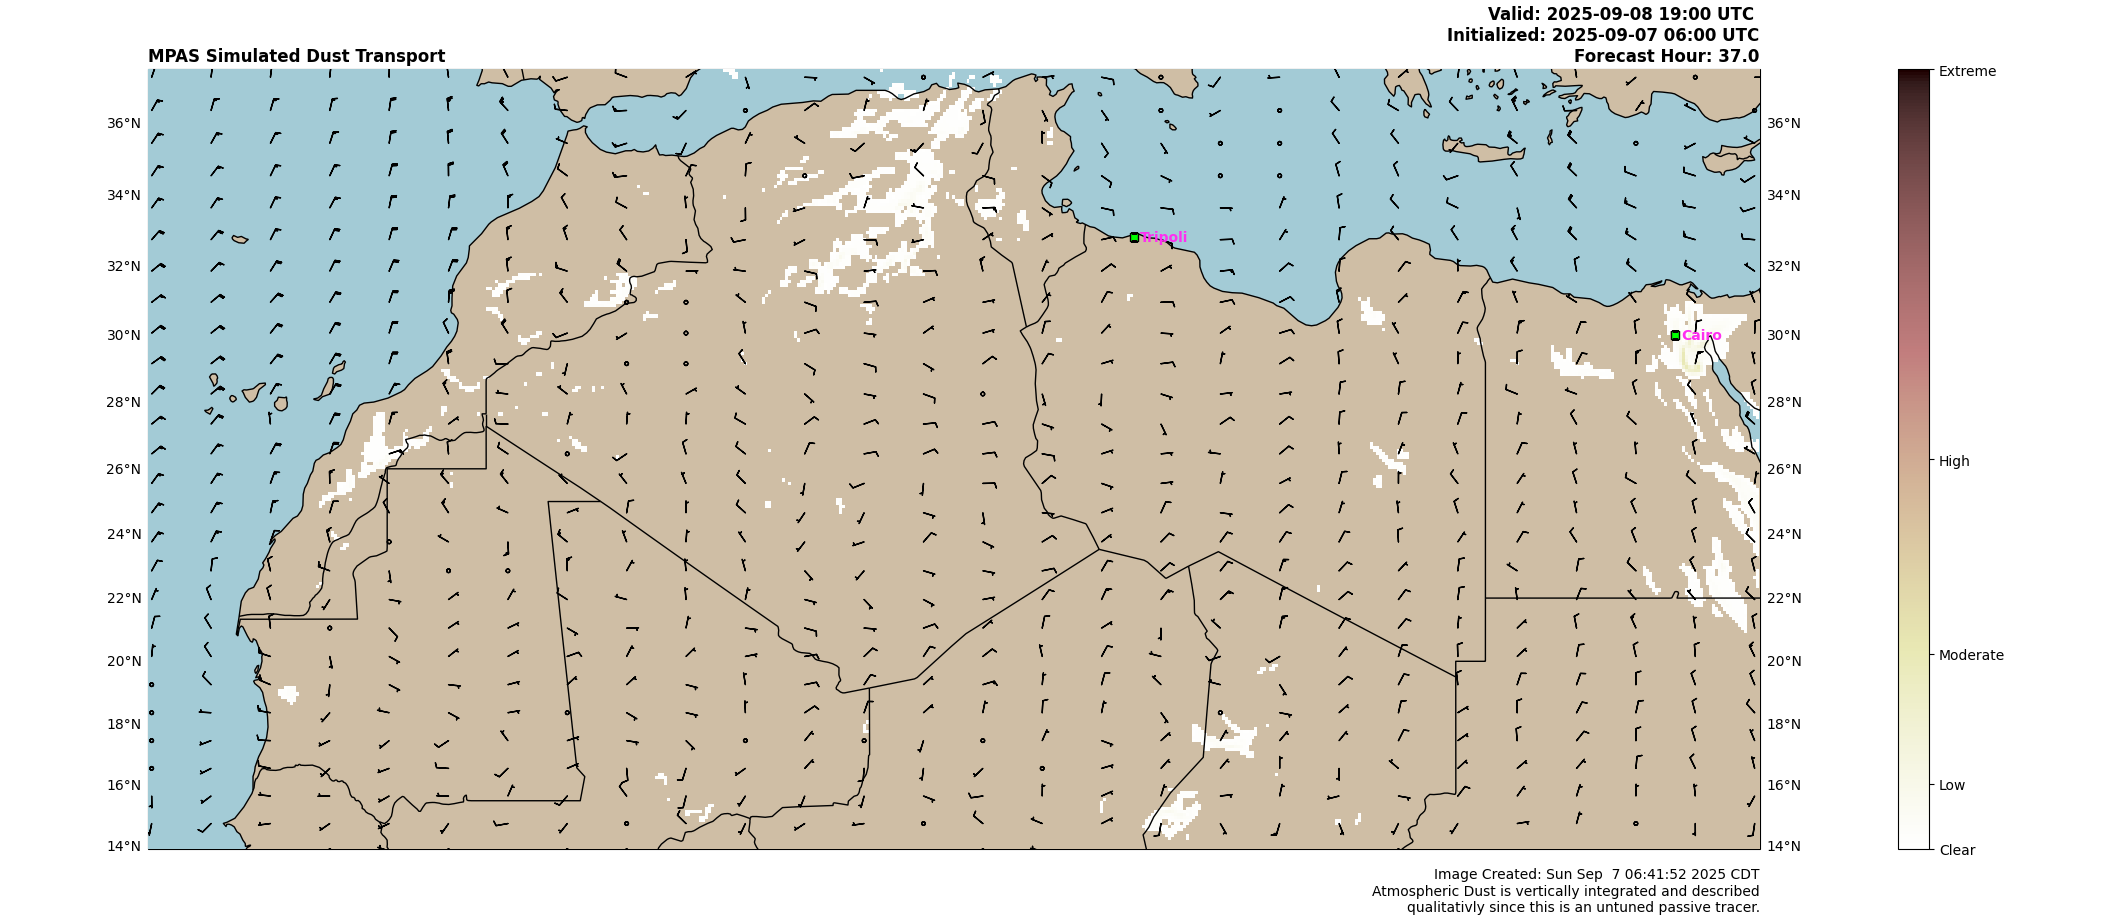 Valid: 2025-09-08 19:00 UTC
Initialized: 2025-09-07 06:00 UTC
MPAS Simulated Dust Transport
Forecast Hour: 37.0
Extreme
36°N
36°N
34°N
34°N
Tripoli
32°N
32°N
30°N
Cairo
30°N
28°N
28°N
26°N
26°N
High
24°N
24°N
22°N
22°N
20°N
20°N
Moderate
18°N
18°N
16°N
16°N
Low
14°N
14°N
Clear
Image Created: Sun Sep  7 06:41:52 2025 CDT
Atmospheric Dust is vertically integrated and described
qualitativly since this is an untuned passive tracer.